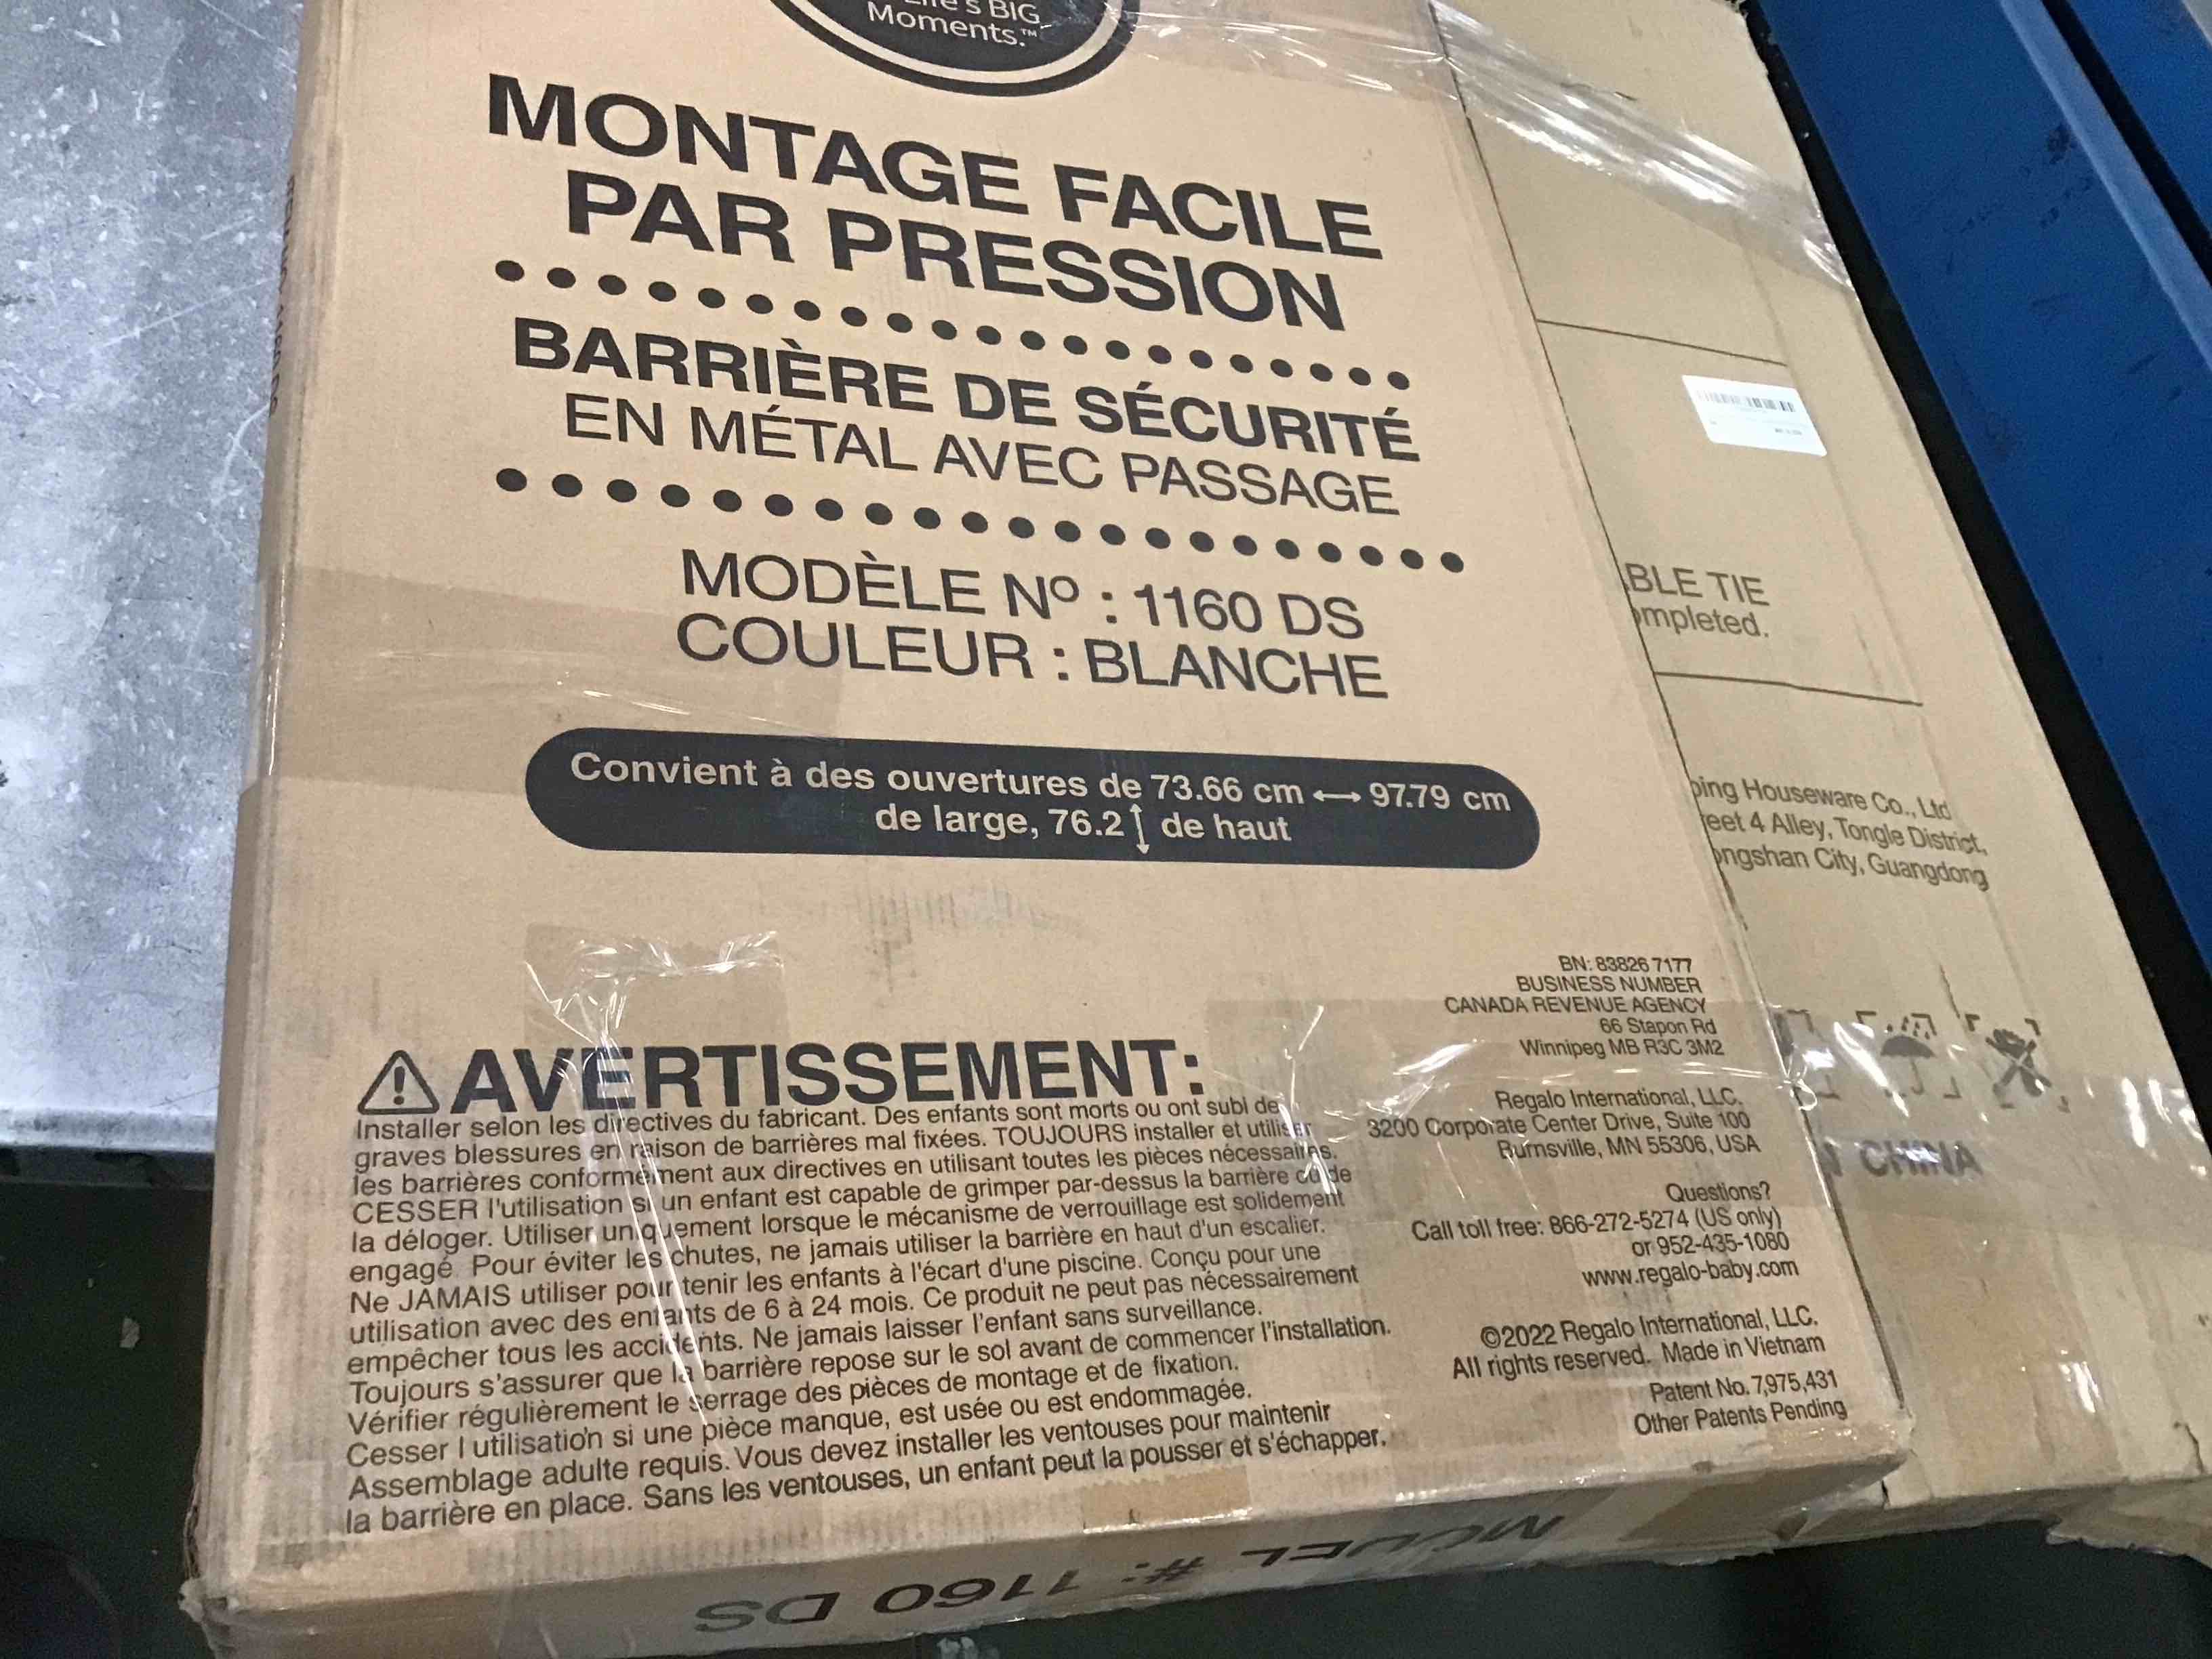 Life's BIG
Moments.™
MONTAGE FACILE
PAR PRESSION
BARRIÈRE DE SÉCURITÉ
EN MÉTAL AVEC PASSAGE
MODÈLE Nº : 1160 DS
COULEUR : BLANCHE
Convient à des ouvertures de 73.66 cm ↔ 97.79 cm
de large, 76.2 ↕ de haut
BN: 83826 7177
BUSINESS NUMBER
CANADA REVENUE AGENCY
66 Stapon Rd
Winnipeg MB R3C 3M2
Regalo International, LLC.
3200 Corporate Center Drive, Suite 100
Burnsville, MN 55306, USA
Questions?
Call toll free: 866-272-5274 (US only)
or 952-435-1080
www.regalo-baby.com
©2022 Regalo International, LLC.
All rights reserved. Made in Vietnam
Patent No. 7,975,431
Other Patents Pending
⚠ AVERTISSEMENT:
Installer selon les directives du fabricant. Des enfants sont morts ou ont subi de
graves blessures en raison de barrières mal fixées. TOUJOURS installer et utiliser
les barrières conformément aux directives en utilisant toutes les pièces nécessaires.
CESSER l'utilisation si un enfant est capable de grimper par-dessus la barrière ou de
la déloger. Utiliser uniquement lorsque le mécanisme de verrouillage est solidement
engagé. Pour éviter les chutes, ne jamais utiliser la barrière en haut d'un escalier.
Ne JAMAIS utiliser pour tenir les enfants à l'écart d'une piscine. Conçu pour une
utilisation avec des enfants de 6 à 24 mois. Ce produit ne peut pas nécessairement
empêcher tous les accidents. Ne jamais laisser l'enfant sans surveillance.
Toujours s'assurer que la barrière repose sur le sol avant de commencer l'installation.
Vérifier régulièrement le serrage des pièces de montage et de fixation.
Cesser l'utilisation si une pièce manque, est usée ou est endommagée.
Assemblage adulte requis. Vous devez installer les ventouses pour maintenir
la barrière en place. Sans les ventouses, un enfant peut la pousser et s'échapper.
MODEL #: 1160 DS
BLE TIE
ompleted.
ping Houseware Co., Ltd
reet 4 Alley, Tongle District,
ongshan City, Guangdong
CHINA